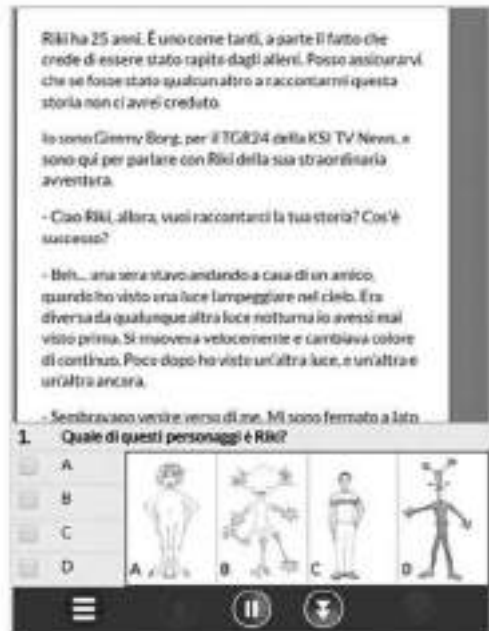 Riki ha 25 anni. È uno come tanti, a parte il fatto che
crede di essere stato rapito dagli alieni. Posso assicurarvi
che se fosse stato qualcun altro a raccontarmi questa
storia non ci avrei creduto.
Io sono Gimmy Borg, per il TGR24 della KSI TV News, e
sono qui per parlare con Riki della sua straordinaria
avventura.
- Ciao Riki, allora, vuoi raccontarci la tua storia? Cos'è
successo?
- Beh... una sera stavo andando a casa di un amico,
quando ho visto una luce lampeggiare nel cielo. Era
diversa da qualunque altra luce notturna io avessi mai
visto prima. Si muoveva velocemente e cambiava colore
di continuo. Poco dopo ho visto un'altra luce, e un'altra e
un'altra ancora.
- Sembravano venire verso di me. Mi sono fermato a lato
1. Quale di questi personaggi è Riki?
A
B
C
D
A B C D